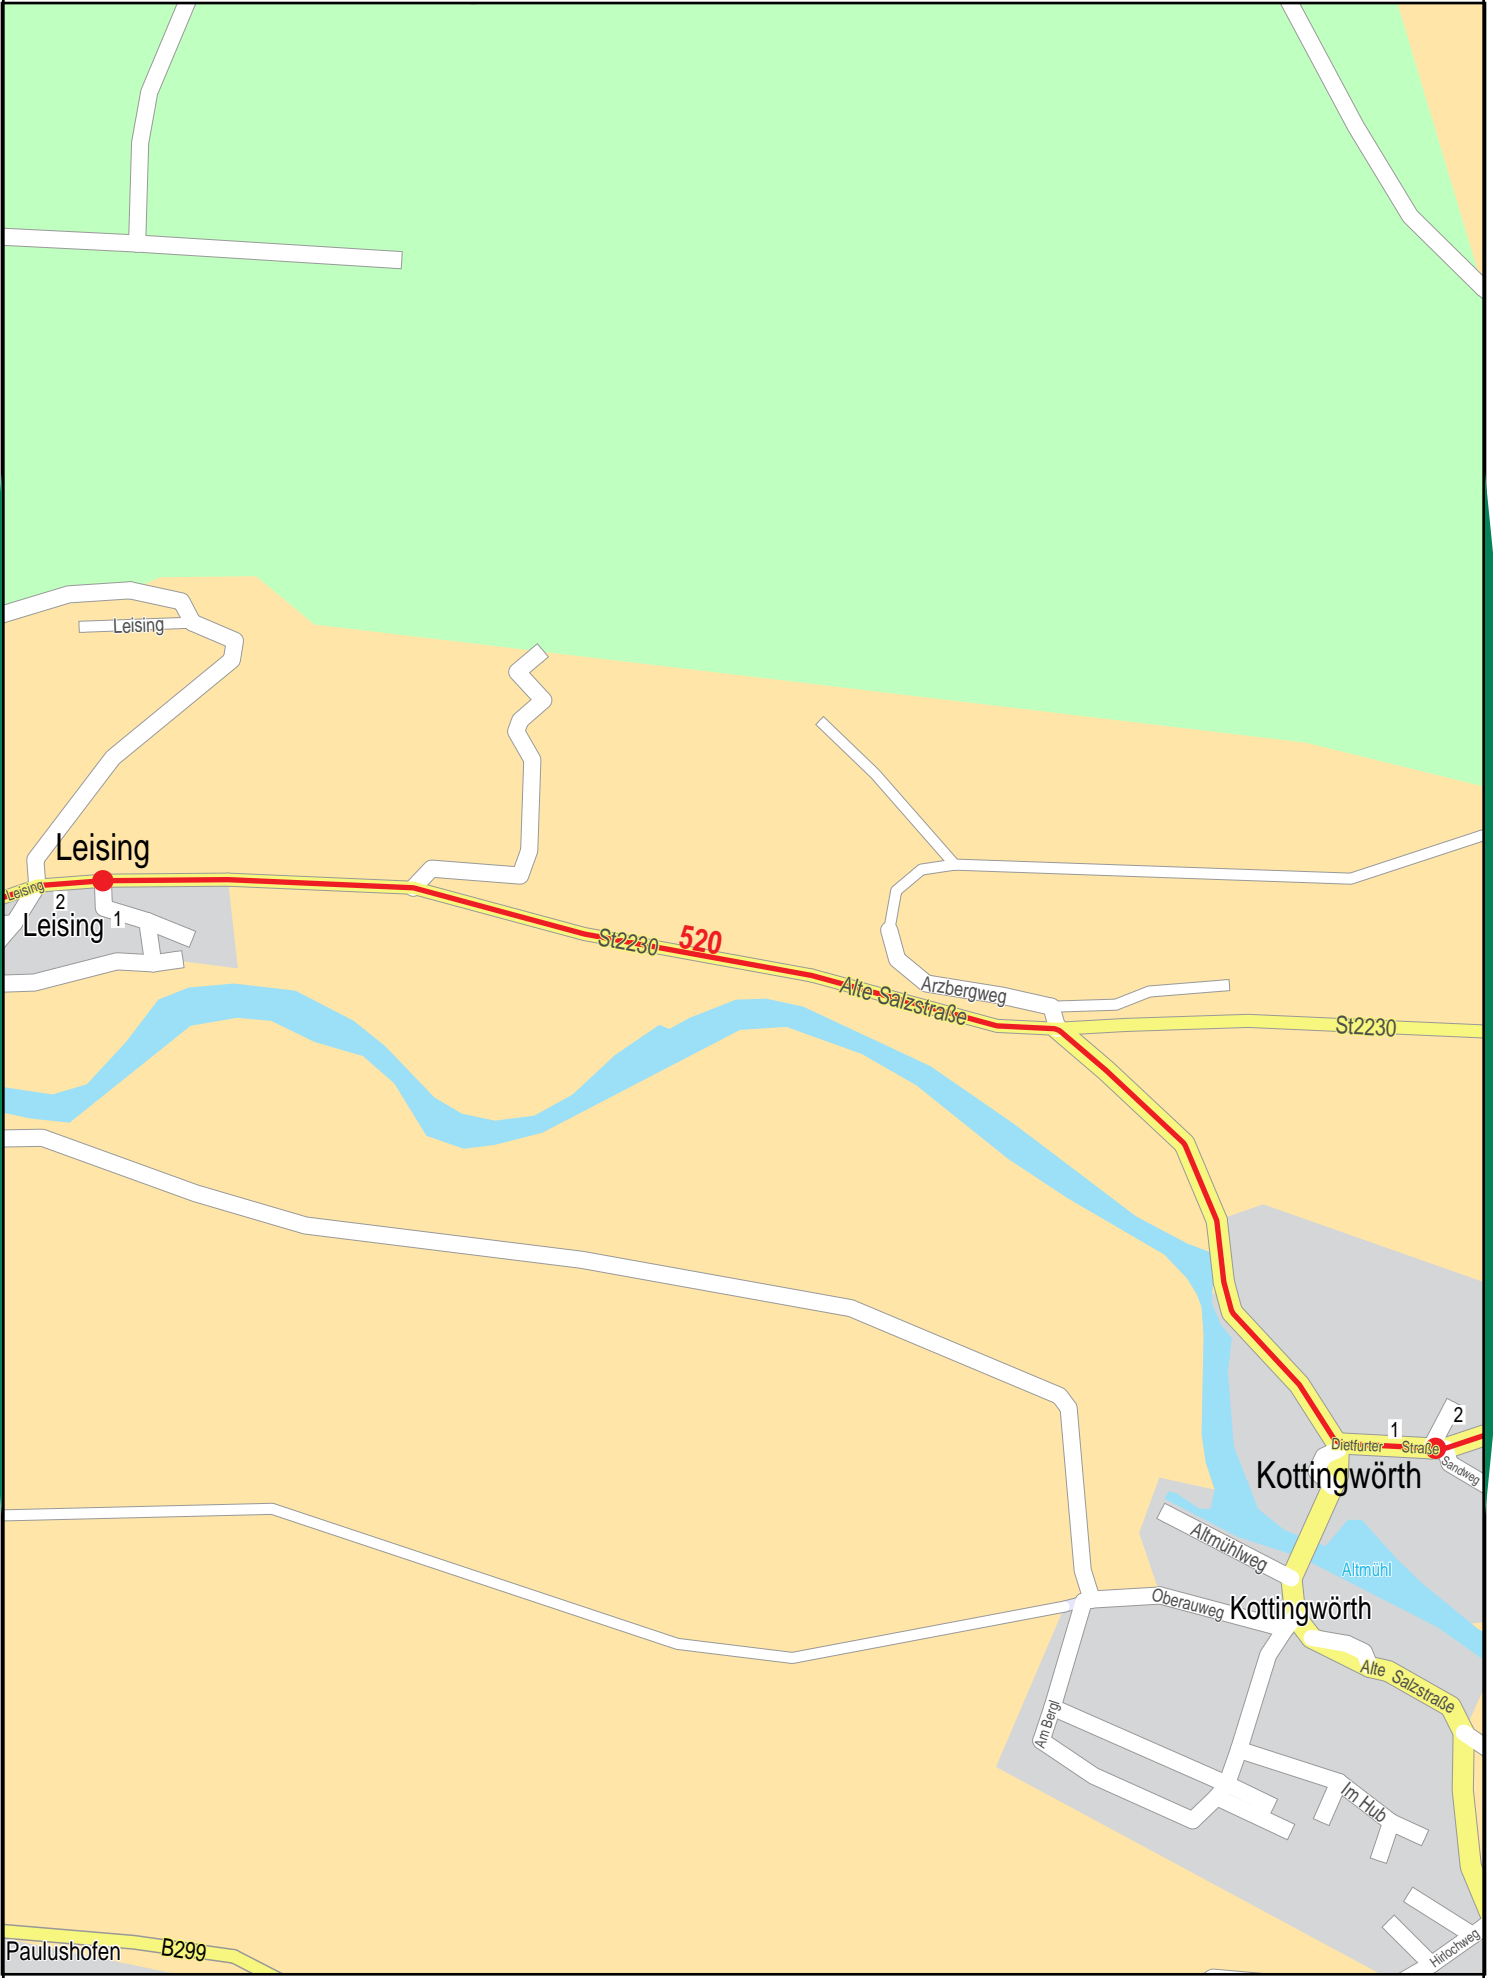 Leising
Leising
Leising
2
1
Leising
520
St2230
Alte Salzstraße
Arzbergweg
St2230
1
2
Dietfurter Straße
Sandweg
Kottingwörth
Altmühlweg
Altmühl
Oberauweg
Kottingwörth
Alte Salzstraße
Am Bergl
Im Hub
Hirlochweg
B299
Paulushofen